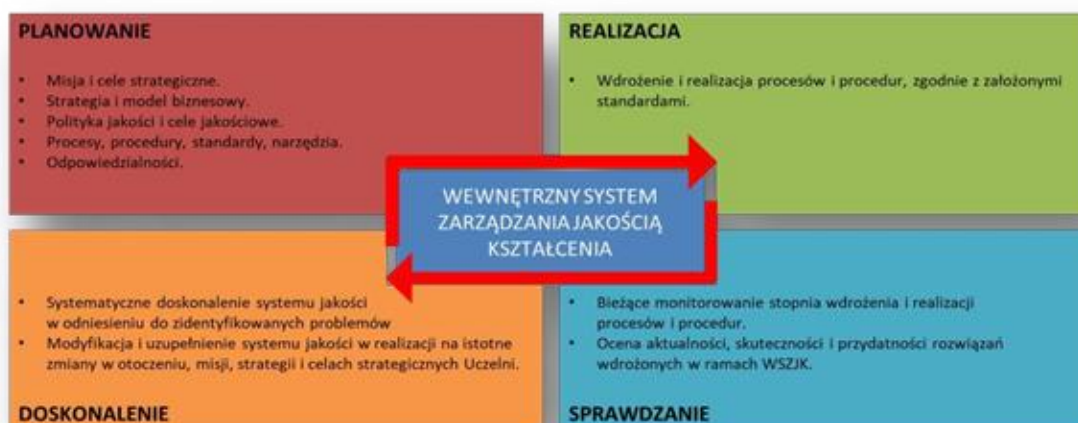 PLANOWANIE
• Misja i cele strategiczne.
• Strategia i model biznesowy.
• Polityka jakości i cele jakościowe.
• Procesy, procedury, standardy, narzędzia.
• Odpowiedzialności.
REALIZACJA
• Wdrożenie i realizacja procesów i procedur, zgodnie z założonymi
standardami.
WEWNĘTRZNY SYSTEM
ZARZĄDZANIA JAKOŚCIĄ
KSZTAŁCENIA
• Systematyczne doskonalenie systemu jakości
w odniesieniu do zidentyfikowanych problemów
• Modyfikacja i uzupełnienie systemu jakości w realizacji na istotne
zmiany w otoczeniu, misji, strategii i celach strategicznych Uczelni.
DOSKONALENIE
• Bieżące monitorowanie stopnia wdrożenia i realizacji
procesów i procedur.
• Ocena aktualności, skuteczności i przydatności rozwiązań
wdrożonych w ramach WSZJK.
SPRAWDZANIE